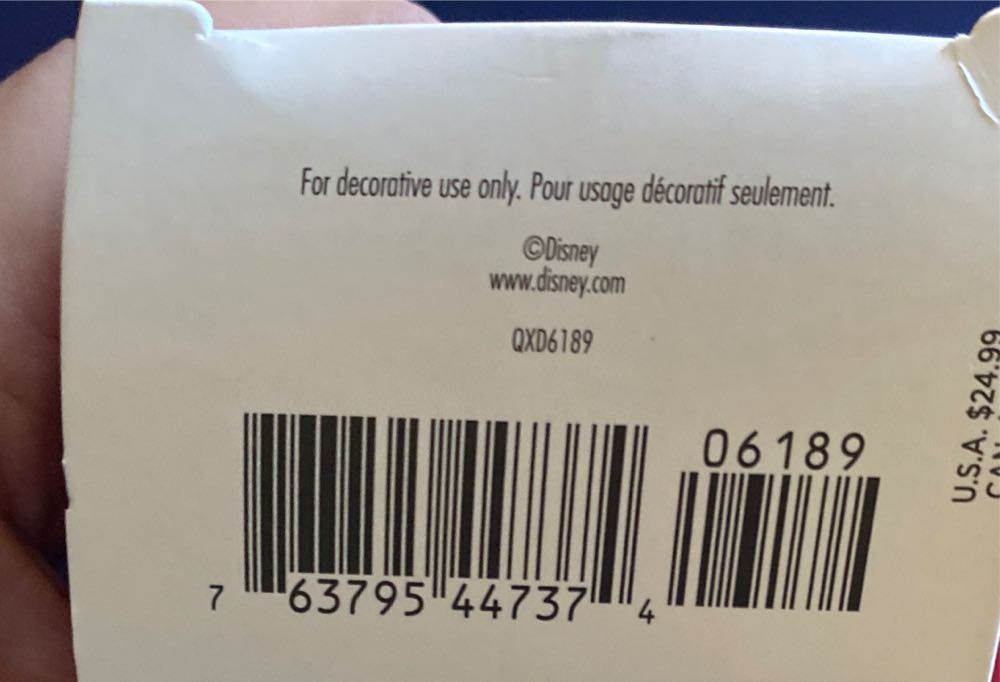 For decorative use only. Pour usage décoratif seulement.
©Disney
www.disney.com
QXD6189
06189
7 63795 44737 4
U.S.A. $24.99